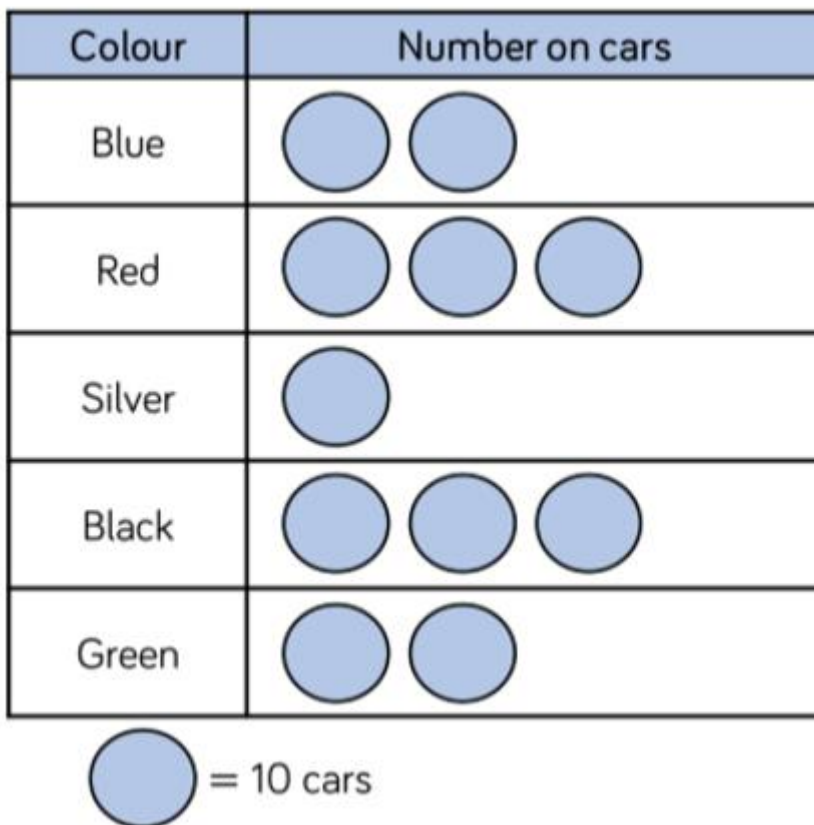 Colour Number on cars
Blue
Red
Silver
Black
Green
= 10 cars